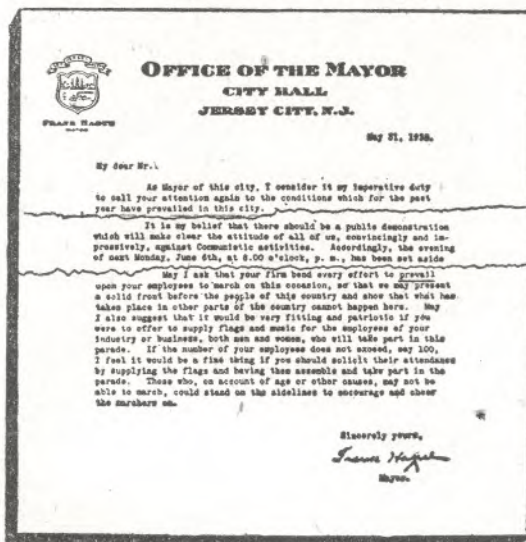 OFFICE OF THE MAYOR
CITY HALL
JERSEY CITY, N.J.
FRANK HAGUE
MAYOR
May 31, 1938.
My dear Mr.
As Mayor of this city, I consider it my imperative duty
to call your attention again to the conditions which for the past
year have prevailed in this city.
It is my belief that there should be a public demonstration
which will make clear the attitude of all of us, convincingly and im-
pressively, against Communistic activities. Accordingly, the evening
of next Monday, June 6th, at 8.00 o'clock, p. m., has been set aside
May I ask that your firm bend every effort to prevail
upon your employees to march on this occasion, so that we may present
a solid front before the people of this country and show that what has
taken place in other parts of the country cannot happen here. May
I also suggest that it would be very fitting and patriotic if you
were to offer to supply flags and music for the employees of your
industry or business, both men and women, who will take part in this
parade. If the number of your employees does not exceed, say 100,
I feel it would be a fine thing if you should solicit their attendance
by supplying the flags and having them assemble and take part in the
parade. Those who, on account of age or other causes, may not be
able to march, could stand on the sidelines to encourage and cheer
the marchers on.
Sincerely yours,
Frank Hague
Mayor.